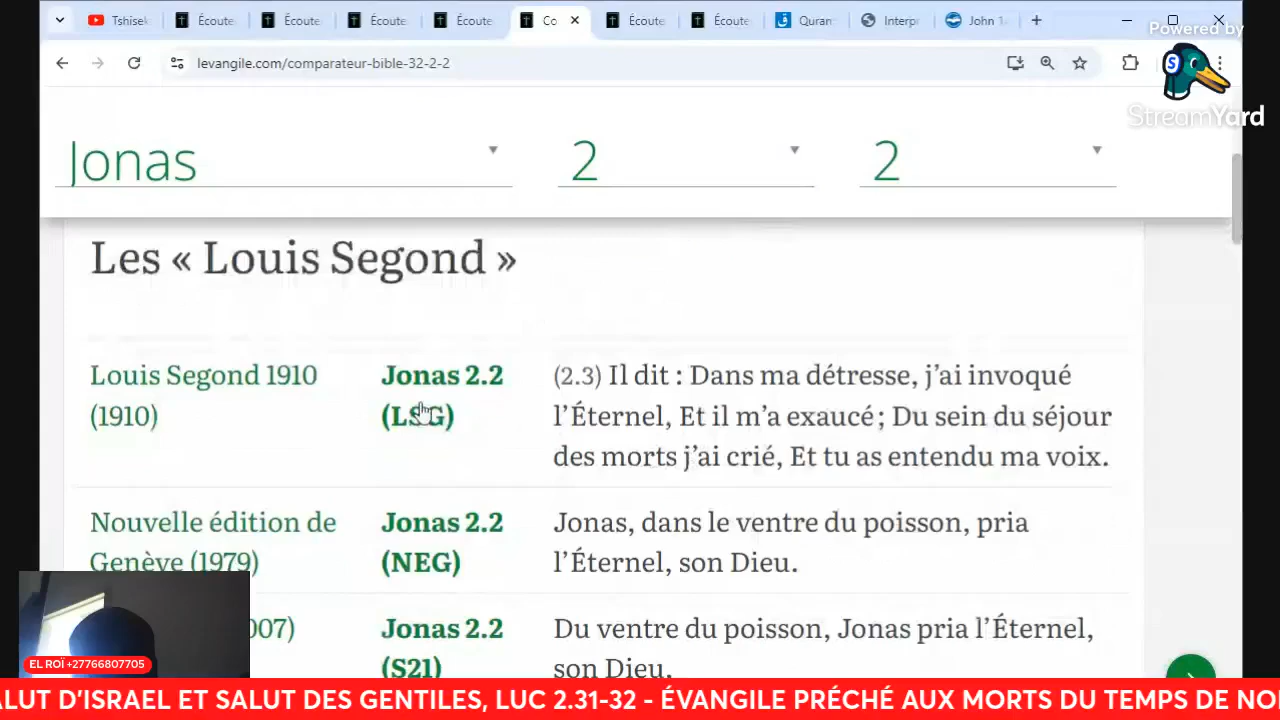 Tshisek
Écoute
Écoute
Écoute
Écoute
Co
Écoute
Écoute
Quran
Interp
John 1
Powered by
levangile.com/comparateur-bible-32-2-2
StreamYard
Jonas 2 2
Les « Louis Segond »
Louis Segond 1910 Jonas 2.2 (2.3) Il dit : Dans ma détresse, j’ai invoqué
(1910) (LSG) l’Éternel, Et il m’a exaucé ; Du sein du séjour
des morts j’ai crié, Et tu as entendu ma voix.
Nouvelle édition de Jonas 2.2 Jonas, dans le ventre du poisson, pria
Genève (1979) (NEG) l’Éternel, son Dieu.
007) Jonas 2.2 Du ventre du poisson, Jonas pria l’Éternel,
(S21) son Dieu.
EL ROÏ +27766807705
ALUT D'ISRAEL ET SALUT DES GENTILES, LUC 2.31-32 - ÉVANGILE PRÉCHÉ AUX MORTS DU TEMPS DE NO